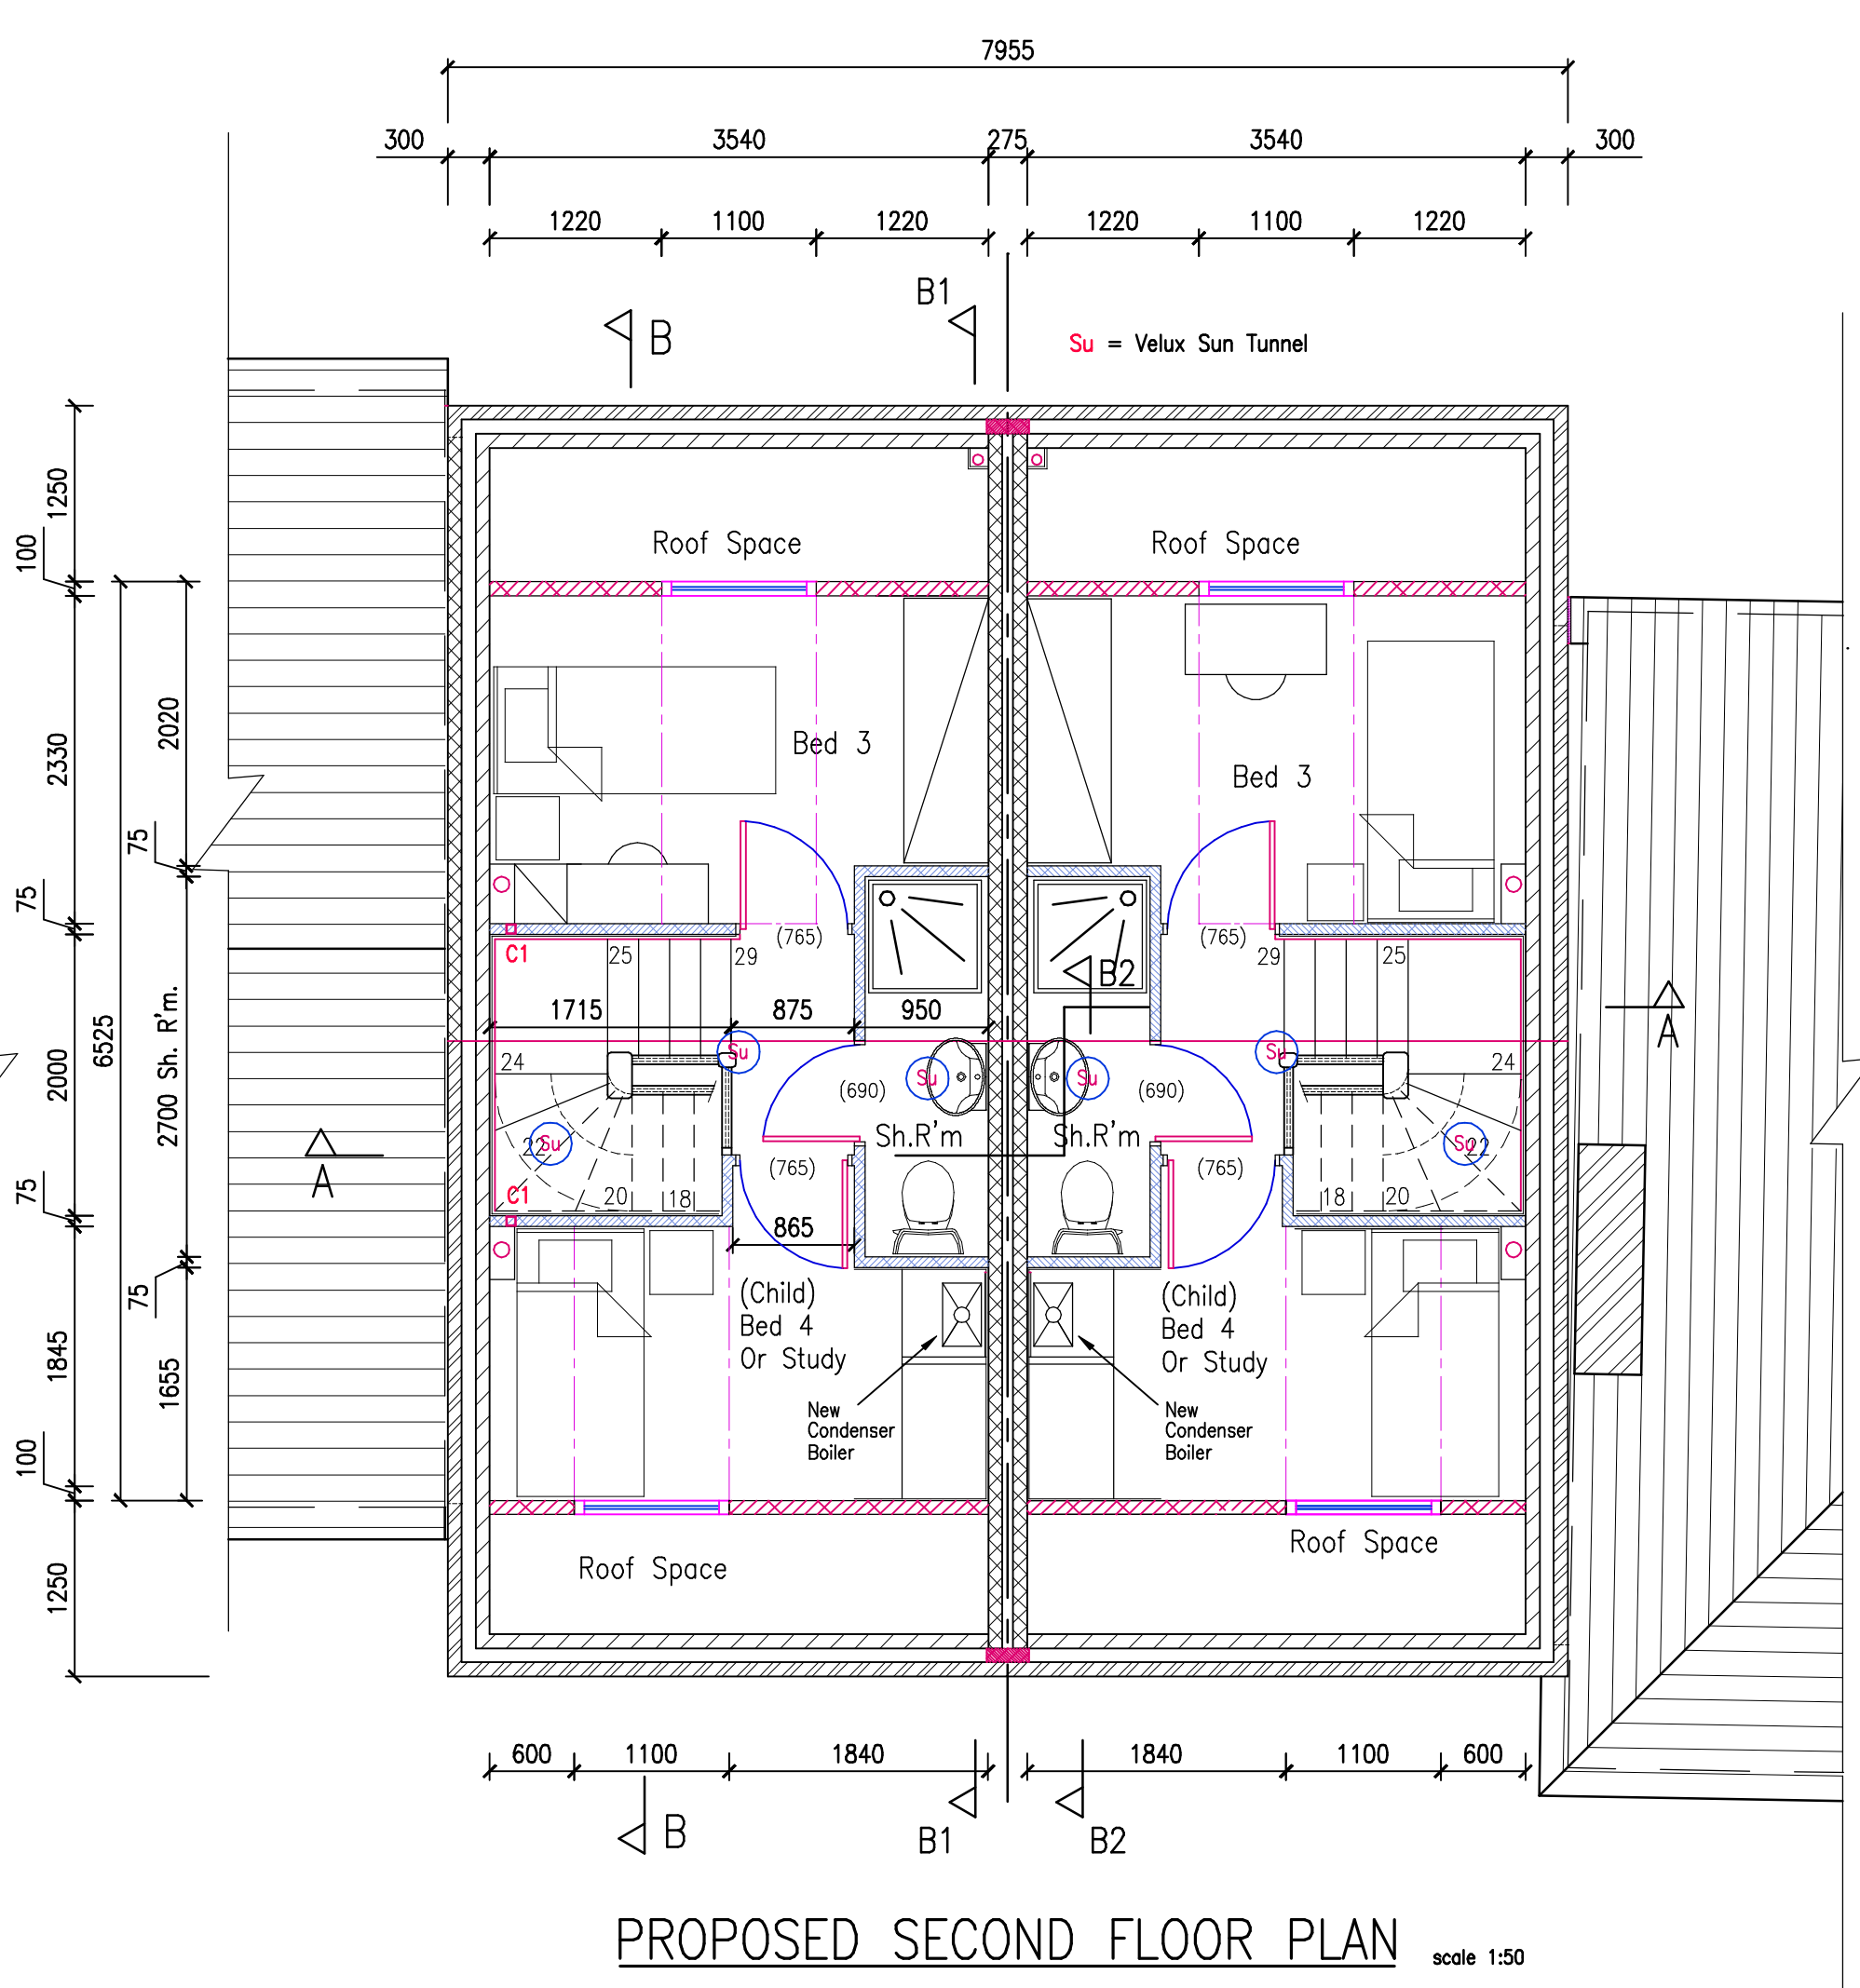 7955
300 3540 275 3540 300
1220 1100 1220 1220 1100 1220
B B1
Su = Velux Sun Tunnel
1250
100
2330
75
2000
75
1845
100
1250
6525
2020
75
2700 Sh. R'm.
75
1655
Roof Space Roof Space
Bed 3 Bed 3
(765) (765)
C1 25 29 29 25
B2
1715 875 950
A A
Su Su Su Su
24 24
(690) (690)
22 Su Su 22
Sh.R'm Sh.R'm
(765) (765)
C1 20 18 18 20
865
(Child)
Bed 4
Or Study
(Child)
Bed 4
Or Study
New
Condenser
Boiler
New
Condenser
Boiler
Roof Space Roof Space
600 1100 1840 1840 1100 600
B B1 B2
PROPOSED SECOND FLOOR PLAN scale 1:50